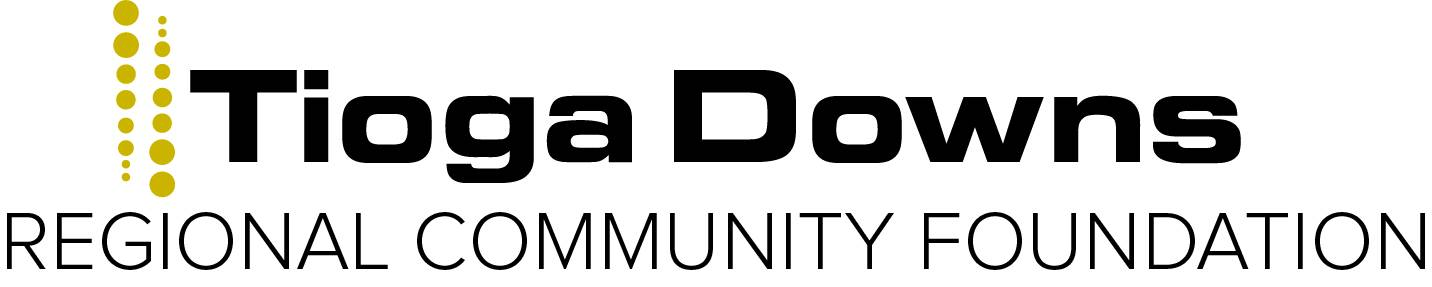 Tioga Downs
REGIONAL COMMUNITY FOUNDATION